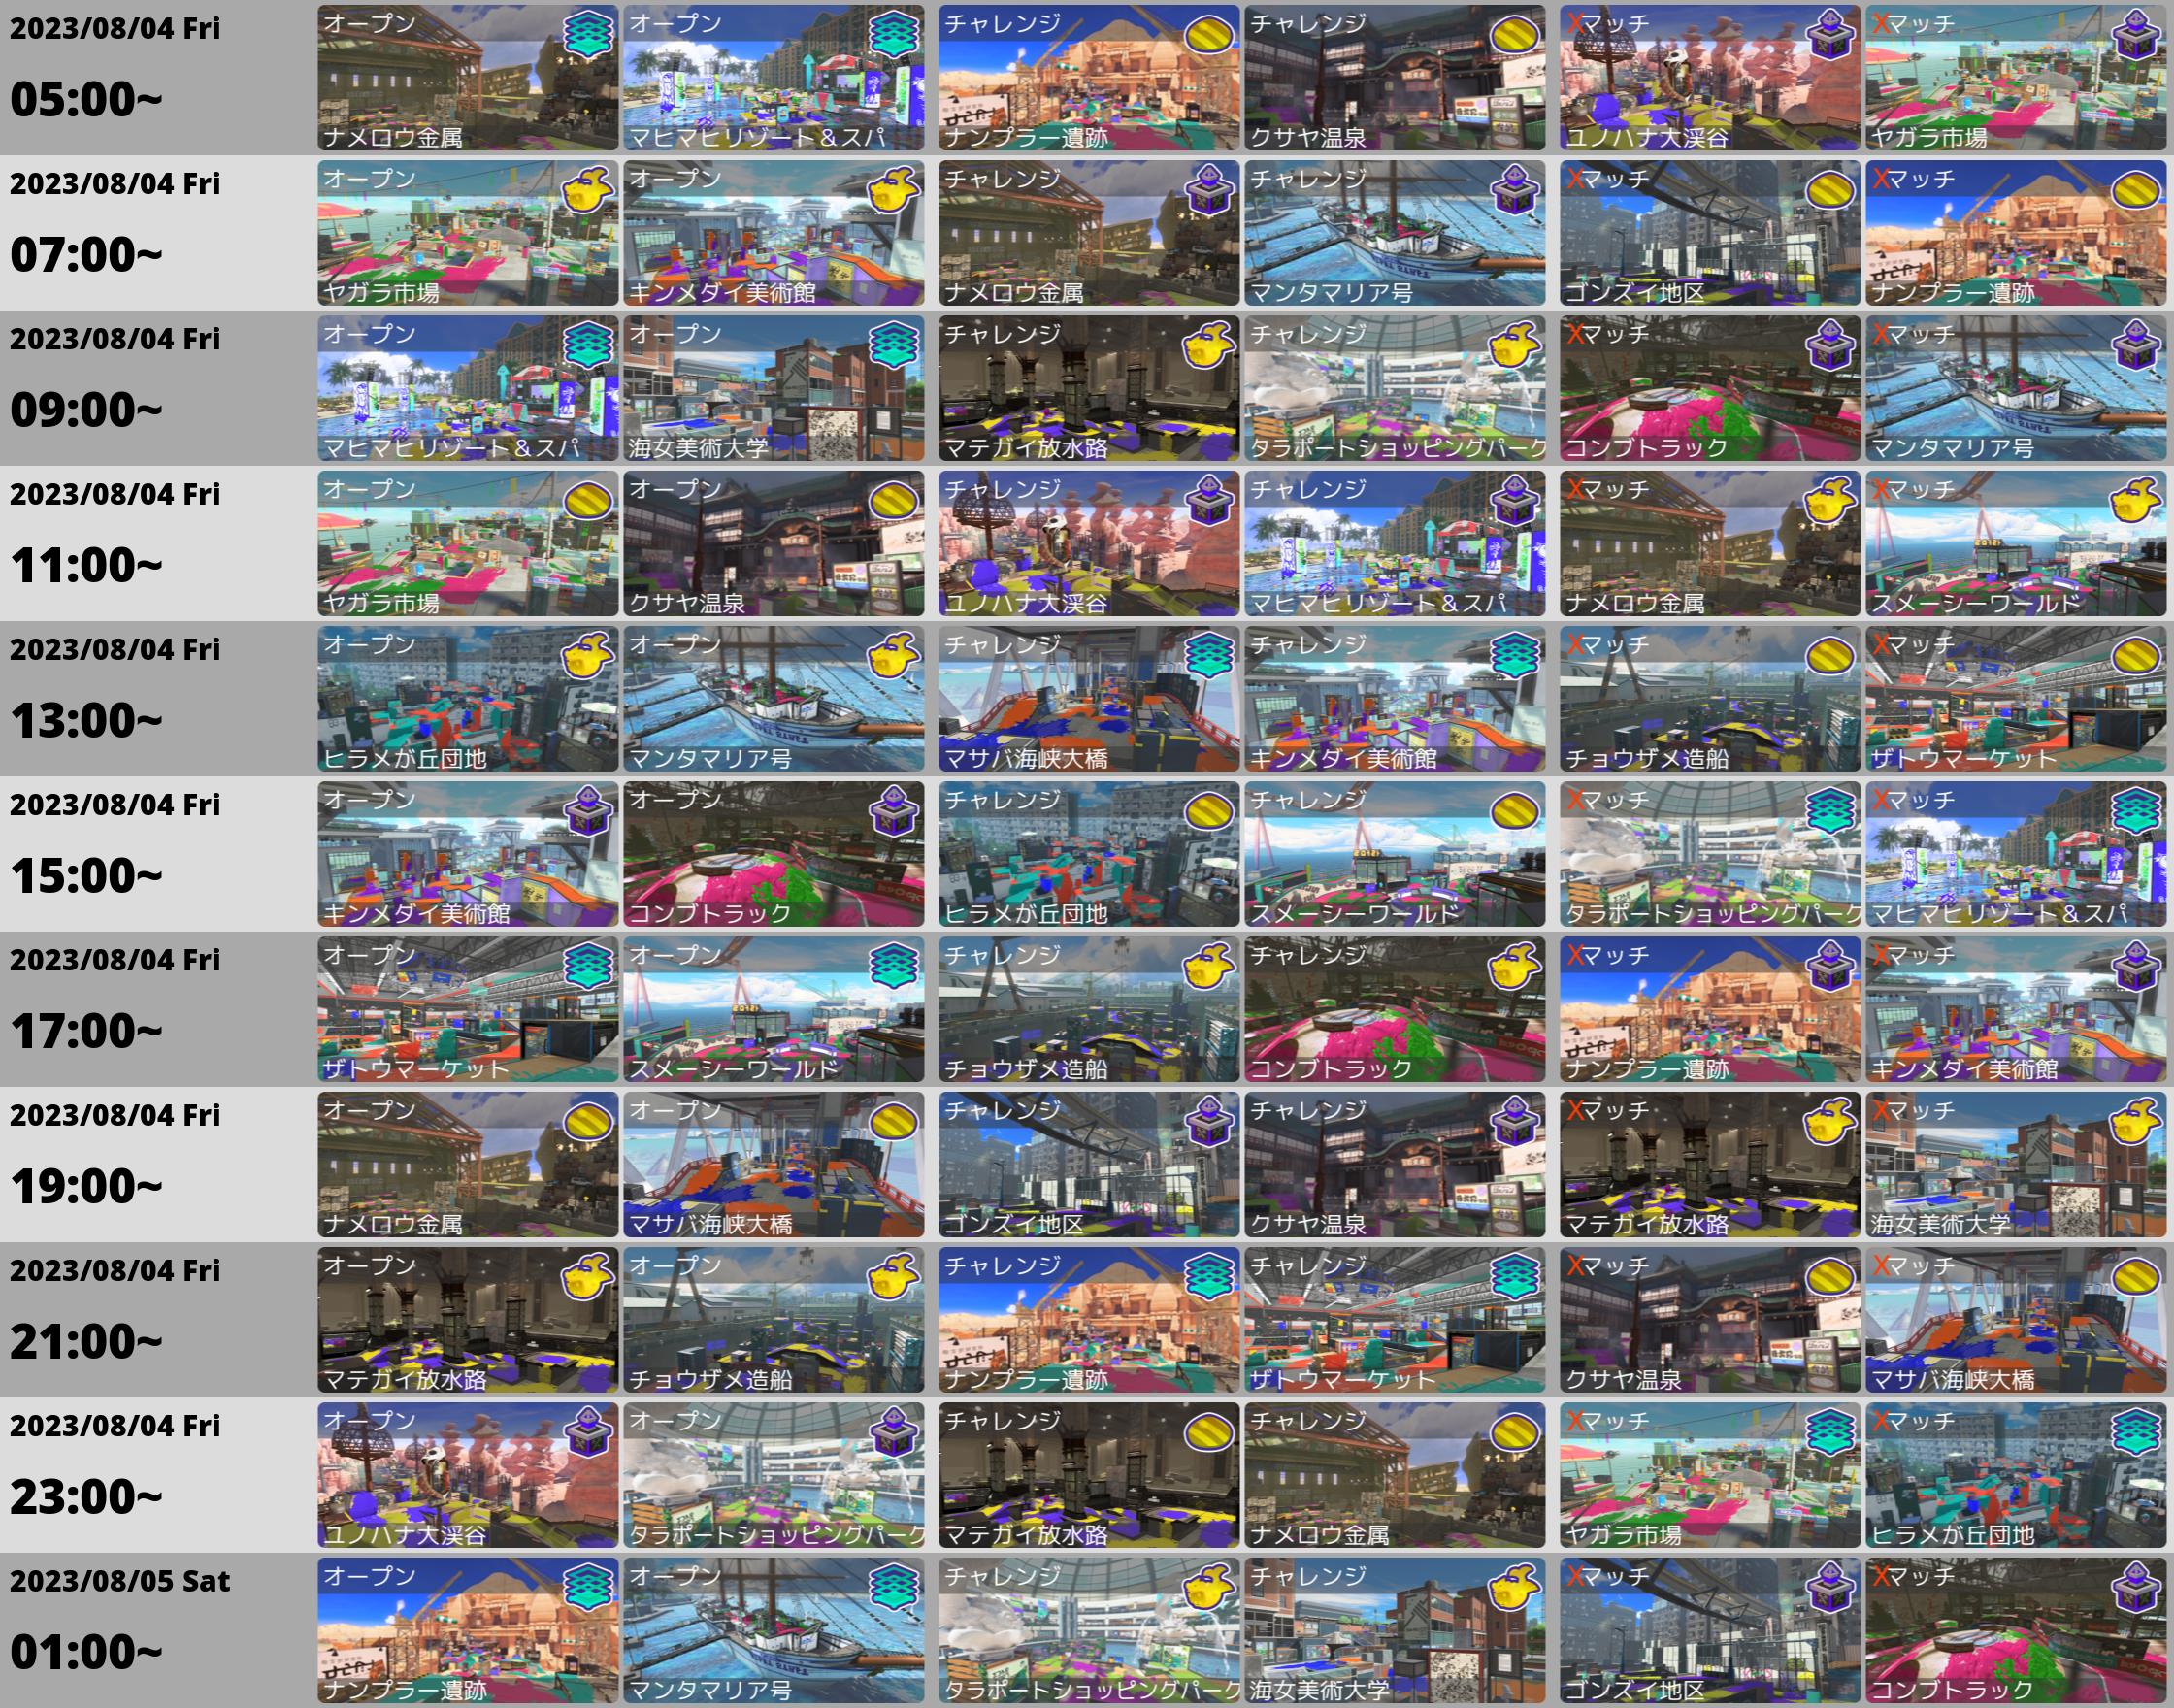 2023/08/04 Fri
05:00~
オープン オープン チャレンジ チャレンジ Xマッチ Xマッチ
ナメロウ金属 マヒマヒリゾート＆スパ ナンプラー遺跡 クサヤ温泉 ユノハナ大渓谷 ヤガラ市場
2023/08/04 Fri
07:00~
オープン オープン チャレンジ チャレンジ Xマッチ Xマッチ
ヤガラ市場 キンメダイ美術館 ナメロウ金属 マンタマリア号 ゴンズイ地区 ナンプラー遺跡
2023/08/04 Fri
09:00~
オープン オープン チャレンジ チャレンジ Xマッチ Xマッチ
マヒマヒリゾート＆スパ 海女美術大学 マテガイ放水路 タラポートショッピングパーク コンブトラック マンタマリア号
2023/08/04 Fri
11:00~
オープン オープン チャレンジ チャレンジ Xマッチ Xマッチ
ヤガラ市場 クサヤ温泉 ユノハナ大渓谷 マヒマヒリゾート＆スパ ナメロウ金属 スメーシーワールド
2023/08/04 Fri
13:00~
オープン オープン チャレンジ チャレンジ Xマッチ Xマッチ
ヒラメが丘団地 マンタマリア号 マサバ海峡大橋 キンメダイ美術館 チョウザメ造船 ザトウマーケット
2023/08/04 Fri
15:00~
オープン オープン チャレンジ チャレンジ Xマッチ Xマッチ
キンメダイ美術館 コンブトラック ヒラメが丘団地 スメーシーワールド タラポートショッピングパーク マヒマヒリゾート＆スパ
2023/08/04 Fri
17:00~
オープン オープン チャレンジ チャレンジ Xマッチ Xマッチ
ザトウマーケット スメーシーワールド チョウザメ造船 コンブトラック ナンプラー遺跡 キンメダイ美術館
2023/08/04 Fri
19:00~
オープン オープン チャレンジ チャレンジ Xマッチ Xマッチ
ナメロウ金属 マサバ海峡大橋 ゴンズイ地区 クサヤ温泉 マテガイ放水路 海女美術大学
2023/08/04 Fri
21:00~
オープン オープン チャレンジ チャレンジ Xマッチ Xマッチ
マテガイ放水路 チョウザメ造船 ナンプラー遺跡 ザトウマーケット クサヤ温泉 マサバ海峡大橋
2023/08/04 Fri
23:00~
オープン オープン チャレンジ チャレンジ Xマッチ Xマッチ
ユノハナ大渓谷 タラポートショッピングパーク マテガイ放水路 ナメロウ金属 ヤガラ市場 ヒラメが丘団地
2023/08/05 Sat
01:00~
オープン オープン チャレンジ チャレンジ Xマッチ Xマッチ
ナンプラー遺跡 マンタマリア号 タラポートショッピングパーク 海女美術大学 ゴンズイ地区 コンブトラック